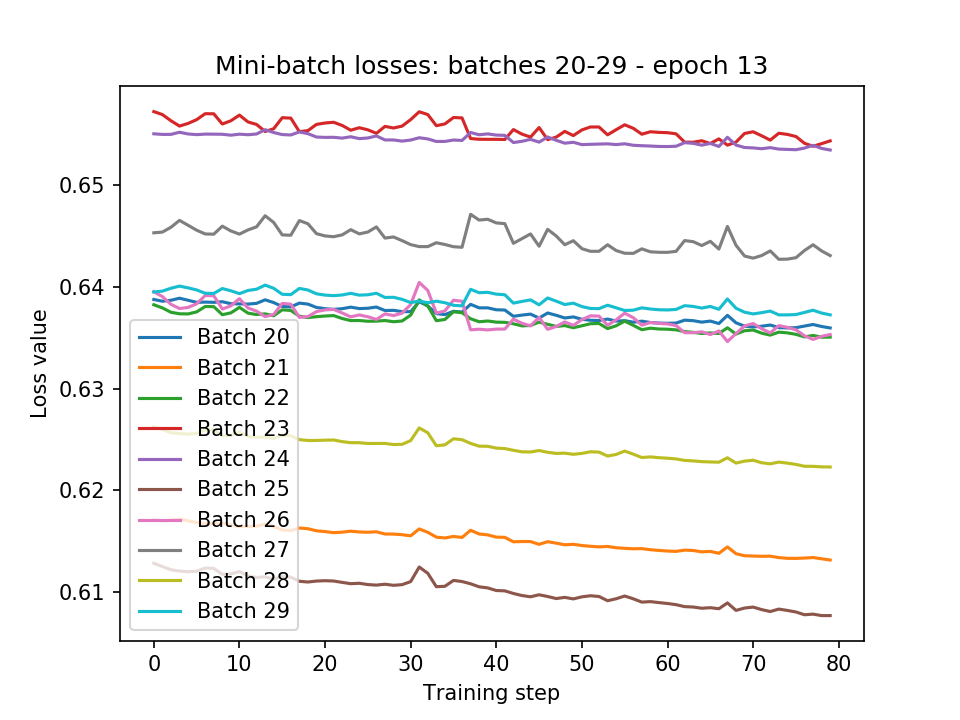 Mini-batch losses: batches 20-29 - epoch 13
Loss value
0.65
0.64
0.63
0.62
0.61
Batch 20
Batch 21
Batch 22
Batch 23
Batch 24
Batch 25
Batch 26
Batch 27
Batch 28
Batch 29
0 10 20 30 40 50 60 70 80
Training step